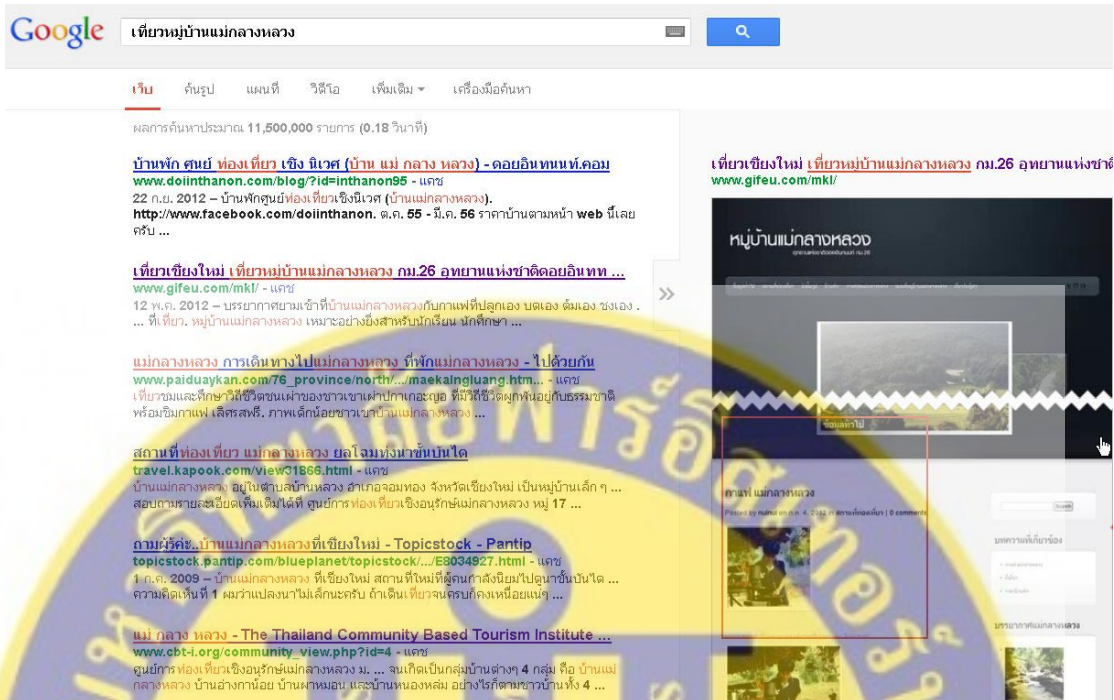 Google
เที่ยวหมู่บ้านแม่กลางหลวง
เว็บ ค้นรูป แผนที่ วิดีโอ เพิ่มเติม เครื่องมือค้นหา
ผลการค้นหาประมาณ 11,500,000 รายการ (0.18 วินาที)
บ้านพัก ศูนย์ ท่องเที่ยว เชิง นิเวศ (บ้าน แม่ กลาง หลวง) - ดอยอินทนนท์.คอม
www.doiinthanon.com/blog/?id=inthanon95 - แคช
22 ก.ย. 2012 – บ้านพักศูนย์ท่องเที่ยวเชิงนิเวศ (บ้านแม่กลางหลวง).
http://www.facebook.com/doiinthanon. ต.ค. 55 - มี.ค. 56 ราคาบ้านตามหน้า web นี้เลย
ครับ ...
เที่ยวเชียงใหม่ เที่ยวหมู่บ้านแม่กลางหลวง กม.26 อุทยานแห่งชาติดอยอินทท ...
www.gifeu.com/mkl/ - แคช
12 พ.ค. 2012 – บรรยากาศยามเช้าที่บ้านแม่กลางหลวงกับกาแฟที่ปลูกเอง บดเอง ต้มเอง ชงเอง .
... ที่เที่ยว. หมู่บ้านแม่กลางหลวง เหมาะอย่างยิ่งสำหรับนักเรียน นักศึกษา ...
แม่กลางหลวง การเดินทางไปแม่กลางหลวง ที่พักแม่กลางหลวง - ไปด้วยกัน
www.paiduaykan.com/76_province/north/.../maekalngluang.htm... - แคช
เที่ยวชมและศึกษาวิถีชีวิตชนเผ่าของชาวเขาเผ่าปกาเกอะญอ ที่มีวิถีชีวิตผูกพันอยู่กับธรรมชาติ
พร้อมชิมกาแฟ เลิศรสฟรี. ภาพเด็กน้อยชาวเขาบ้านแม่กลางหลวง ...
สถานที่ท่องเที่ยว แม่กลางหลวง ยลโฉมทุ่งนาขั้นบันได
travel.kapook.com/view31866.html - แคช
บ้านแม่กลางหลวง อยู่ในตำบลบ้านหลวง อำเภอจอมทอง จังหวัดเชียงใหม่ เป็นหมู่บ้านเล็ก ๆ ...
สอบถามรายละเอียดเพิ่มเติมได้ที่ ศูนย์การท่องเที่ยวเชิงอนุรักษ์แม่กลางหลวง หมู่ 17 ...
ถามผู้รู้ค่ะ..บ้านแม่กลางหลวงที่เชียงใหม่ - Topicstock - Pantip
topicstock.pantip.com/blueplanet/topicstock/.../E8034927.html - แคช
1 ก.ค. 2009 – บ้านแม่กลางหลวง ที่เชียงใหม่ สถานที่ใหม่ที่ผู้คนกำลังนิยมไปดูนาขั้นบันได ...
ความคิดเห็นที่ 1 ผมว่าแปลงนาไม่เล็กนะครับ ถ้าเดินเที่ยวจนครบก็คงเหนื่อยแน่ๆ ...
แม่ กลาง หลวง - The Thailand Community Based Tourism Institute ...
www.cbt-i.org/community_view.php?id=4 - แคช
ศูนย์การท่องเที่ยวเชิงอนุรักษ์แม่กลางหลวง ม. ... จนเกิดเป็นกลุ่มบ้านต่างๆ 4 กลุ่ม คือ บ้านแม่
กลางหลวง บ้านอ่างกาน้อย บ้านผาหมอน และบ้านหนองหล่ม อย่างไรก็ตามชาวบ้านทั้ง 4 ...
เที่ยวเชียงใหม่ เที่ยวหมู่บ้านแม่กลางหลวง กม.26 อุทยานแห่งชาติ
www.gifeu.com/mkl/
หมู่บ้านแม่กลางหลวง
ข้อมูลทั่วไป
กาแฟ แม่กลางหลวง
Search
บทความที่เกี่ยวข้อง
บรรยากาศแม่กลางหลวง